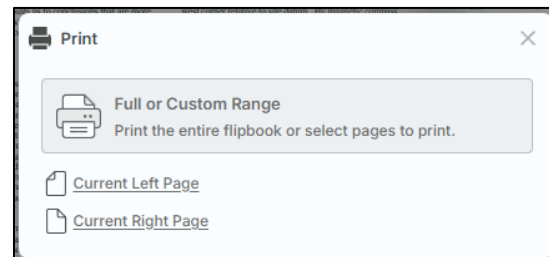 Print
Full or Custom Range
Print the entire flipbook or select pages to print.
Current Left Page
Current Right Page